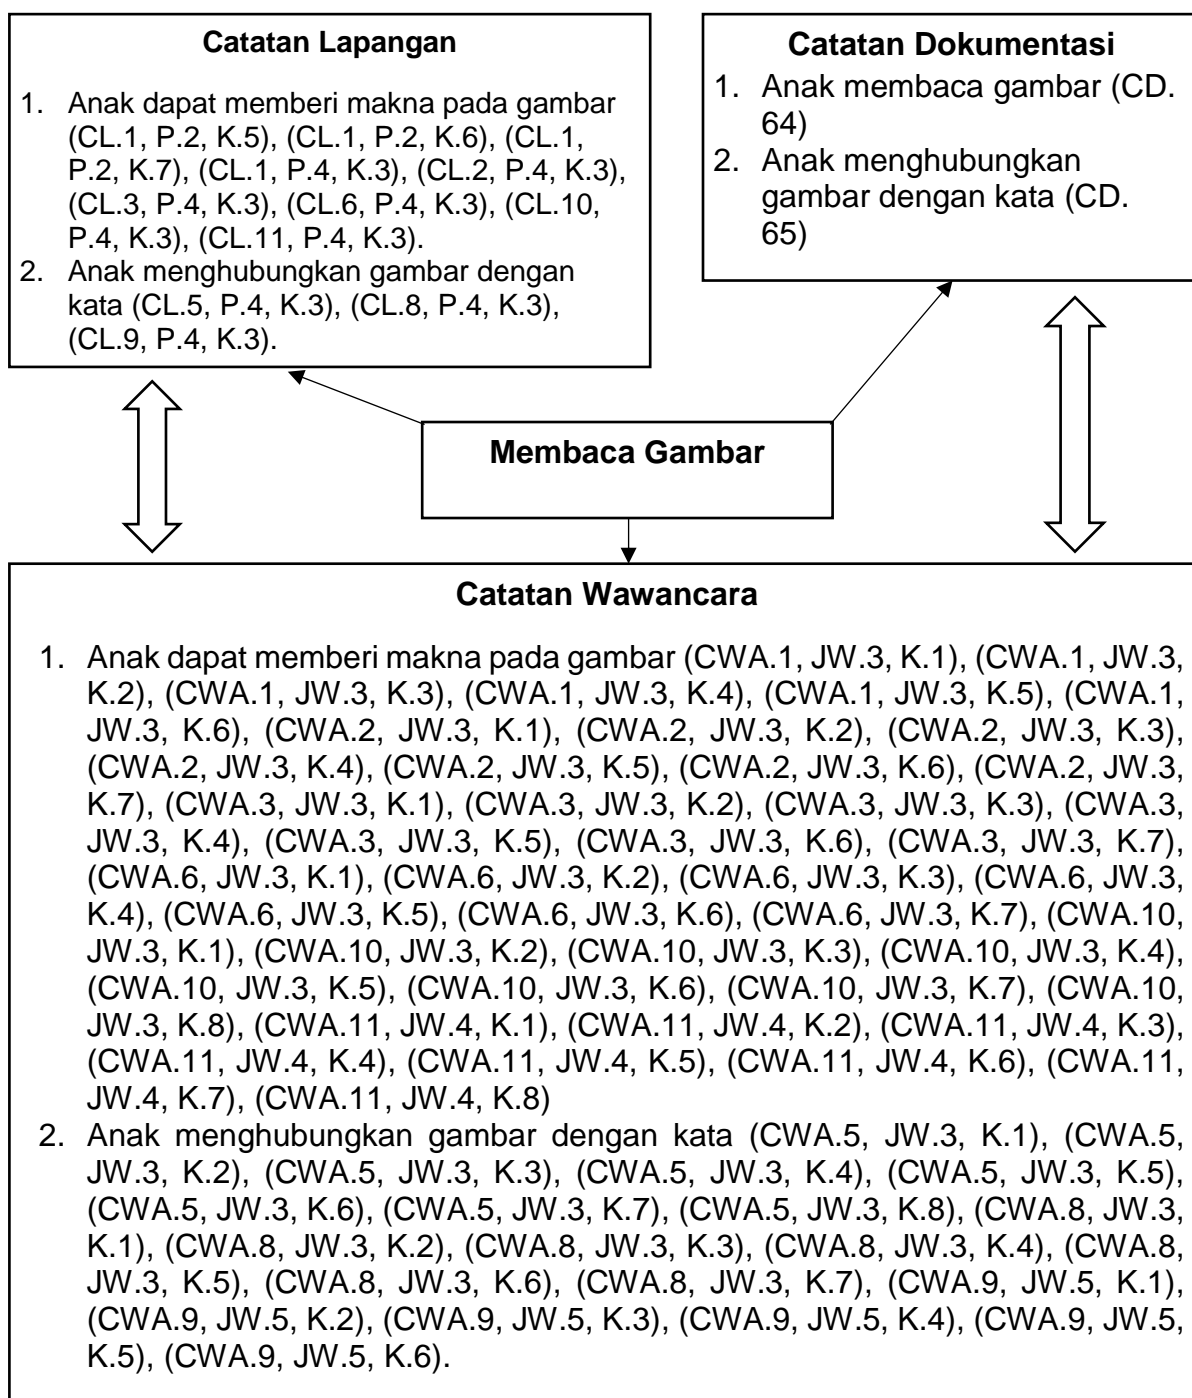 Catatan Lapangan
1. Anak dapat memberi makna pada gambar
(CL.1, P.2, K.5), (CL.1, P.2, K.6), (CL.1,
P.2, K.7), (CL.1, P.4, K.3), (CL.2, P.4, K.3),
(CL.3, P.4, K.3), (CL.6, P.4, K.3), (CL.10,
P.4, K.3), (CL.11, P.4, K.3).
2. Anak menghubungkan gambar dengan
kata (CL.5, P.4, K.3), (CL.8, P.4, K.3),
(CL.9, P.4, K.3).
Catatan Dokumentasi
1. Anak membaca gambar (CD.
64)
2. Anak menghubungkan
gambar dengan kata (CD.
65)
Membaca Gambar
Catatan Wawancara
1. Anak dapat memberi makna pada gambar (CWA.1, JW.3, K.1), (CWA.1, JW.3,
K.2), (CWA.1, JW.3, K.3), (CWA.1, JW.3, K.4), (CWA.1, JW.3, K.5), (CWA.1,
JW.3, K.6), (CWA.2, JW.3, K.1), (CWA.2, JW.3, K.2), (CWA.2, JW.3, K.3),
(CWA.2, JW.3, K.4), (CWA.2, JW.3, K.5), (CWA.2, JW.3, K.6), (CWA.2, JW.3,
K.7), (CWA.3, JW.3, K.1), (CWA.3, JW.3, K.2), (CWA.3, JW.3, K.3), (CWA.3,
JW.3, K.4), (CWA.3, JW.3, K.5), (CWA.3, JW.3, K.6), (CWA.3, JW.3, K.7),
(CWA.6, JW.3, K.1), (CWA.6, JW.3, K.2), (CWA.6, JW.3, K.3), (CWA.6, JW.3,
K.4), (CWA.6, JW.3, K.5), (CWA.6, JW.3, K.6), (CWA.6, JW.3, K.7), (CWA.10,
JW.3, K.1), (CWA.10, JW.3, K.2), (CWA.10, JW.3, K.3), (CWA.10, JW.3, K.4),
(CWA.10, JW.3, K.5), (CWA.10, JW.3, K.6), (CWA.10, JW.3, K.7), (CWA.10,
JW.3, K.8), (CWA.11, JW.4, K.1), (CWA.11, JW.4, K.2), (CWA.11, JW.4, K.3),
(CWA.11, JW.4, K.4), (CWA.11, JW.4, K.5), (CWA.11, JW.4, K.6), (CWA.11,
JW.4, K.7), (CWA.11, JW.4, K.8)
2. Anak menghubungkan gambar dengan kata (CWA.5, JW.3, K.1), (CWA.5,
JW.3, K.2), (CWA.5, JW.3, K.3), (CWA.5, JW.3, K.4), (CWA.5, JW.3, K.5),
(CWA.5, JW.3, K.6), (CWA.5, JW.3, K.7), (CWA.5, JW.3, K.8), (CWA.8, JW.3,
K.1), (CWA.8, JW.3, K.2), (CWA.8, JW.3, K.3), (CWA.8, JW.3, K.4), (CWA.8,
JW.3, K.5), (CWA.8, JW.3, K.6), (CWA.8, JW.3, K.7), (CWA.9, JW.5, K.1),
(CWA.9, JW.5, K.2), (CWA.9, JW.5, K.3), (CWA.9, JW.5, K.4), (CWA.9, JW.5,
K.5), (CWA.9, JW.5, K.6).